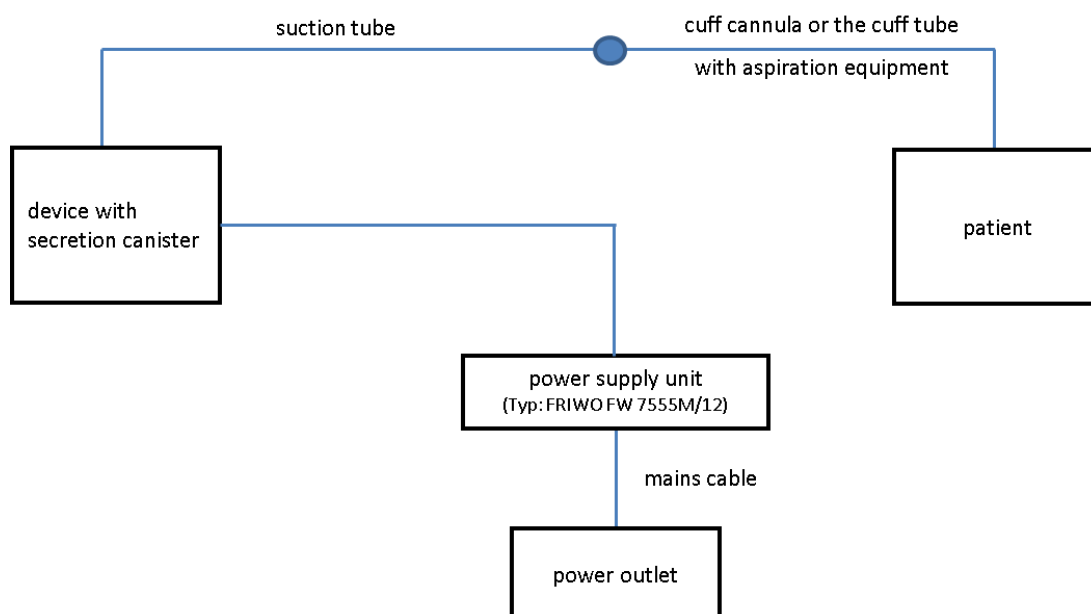 suction tube
cuff cannula or the cuff tube
with aspiration equipment
device with
secretion canister
patient
power supply unit
(Typ: FRIWO FW 7555M/12)
mains cable
power outlet